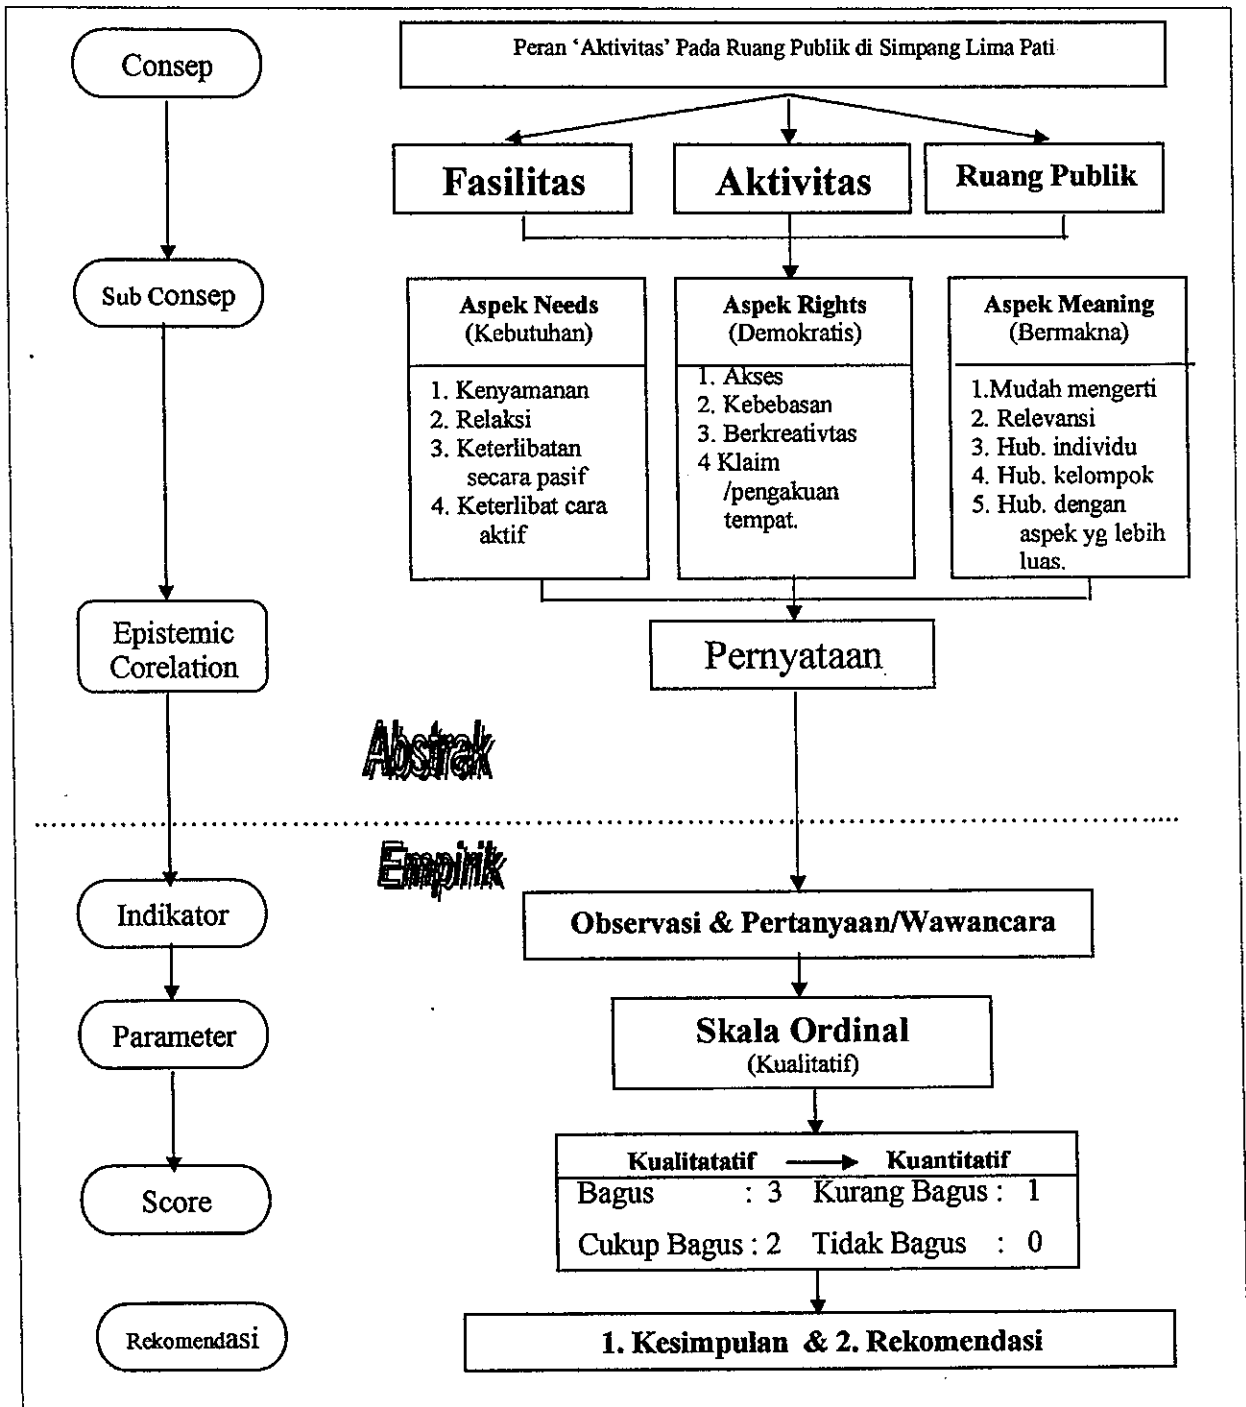 Consep
Peran ‘Aktivitas’ Pada Ruang Publik di Simpang Lima Pati
Fasilitas
Aktivitas
Ruang Publik
Sub Consep
Aspek Needs
(Kebutuhan)
1. Kenyamanan
2. Relaksi
3. Keterlibatan
secara pasif
4. Keterlibat cara
aktif
Aspek Rights
(Demokratis)
1. Akses
2. Kebebasan
3. Berkreativtas
4 Klaim
/pengakuan
tempat.
Aspek Meaning
(Bermakna)
1.Mudah mengerti
2. Relevansi
3. Hub. individu
4. Hub. kelompok
5. Hub. dengan
aspek yg lebih
luas.
Epistemic
Corelation
Pernyataan
Abstrak
Empirik
Indikator
Observasi & Pertanyaan/Wawancara
Parameter
Skala Ordinal
(Kualitatif)
Score
Kualitatatif Kuantitatif
Bagus : 3 Kurang Bagus : 1
Cukup Bagus : 2 Tidak Bagus : 0
Rekomendasi
1. Kesimpulan & 2. Rekomendasi